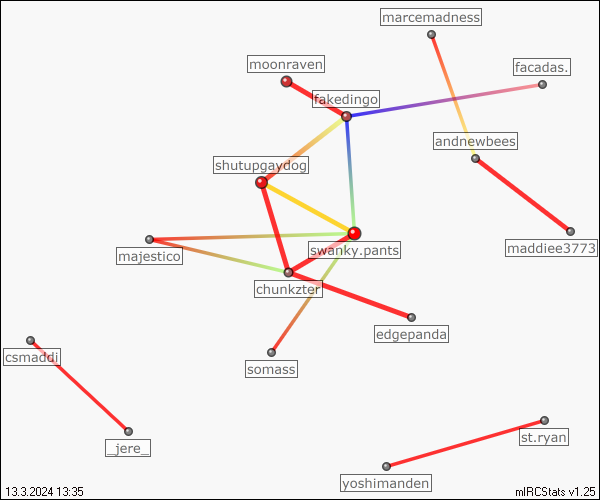 marcemadness
moonraven
facadas.
fakedingo
andnewbees
shutupgaydog
maddiee3773
swanky.pants
majestico
chunkzter
edgepanda
csmaddi
somass
st.ryan
_jere_
yoshimanden
13.3.2024 13:35
mIRCStats v1.25